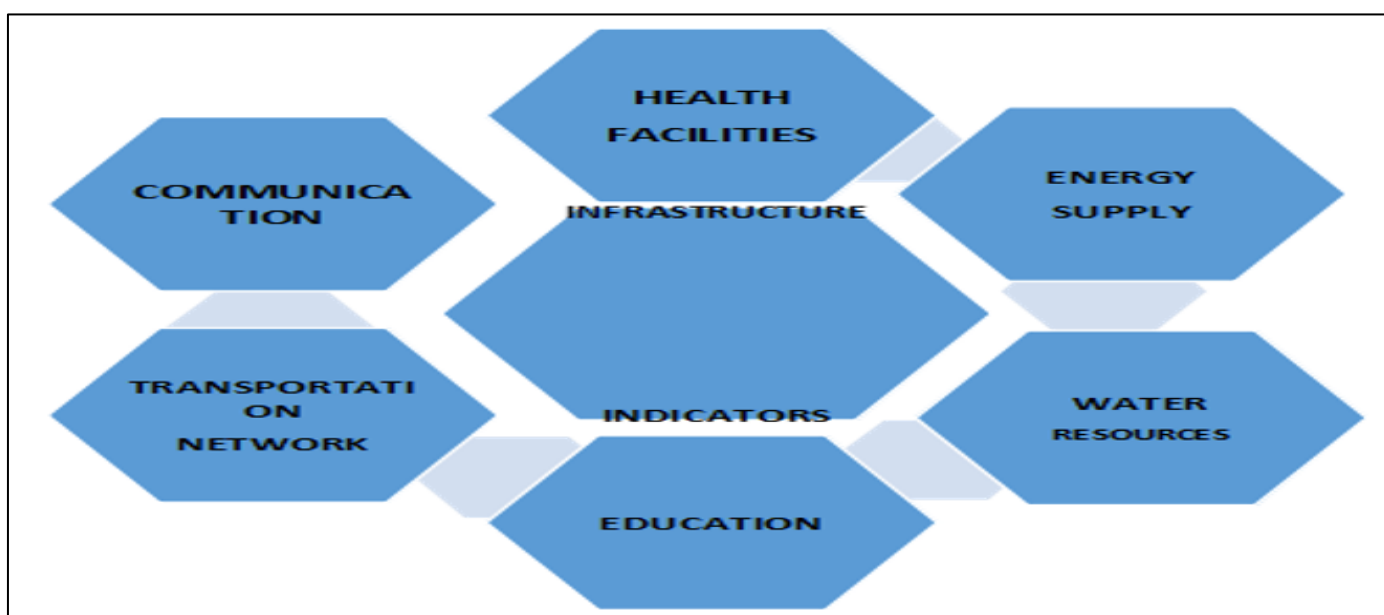 HEALTH
FACILITIES
COMMUNICA
TION
ENERGY
SUPPLY
INFRASTRUCTURE
INDICATORS
TRANSPORTATI
ON
NETWORK
WATER
RESOURCES
EDUCATION